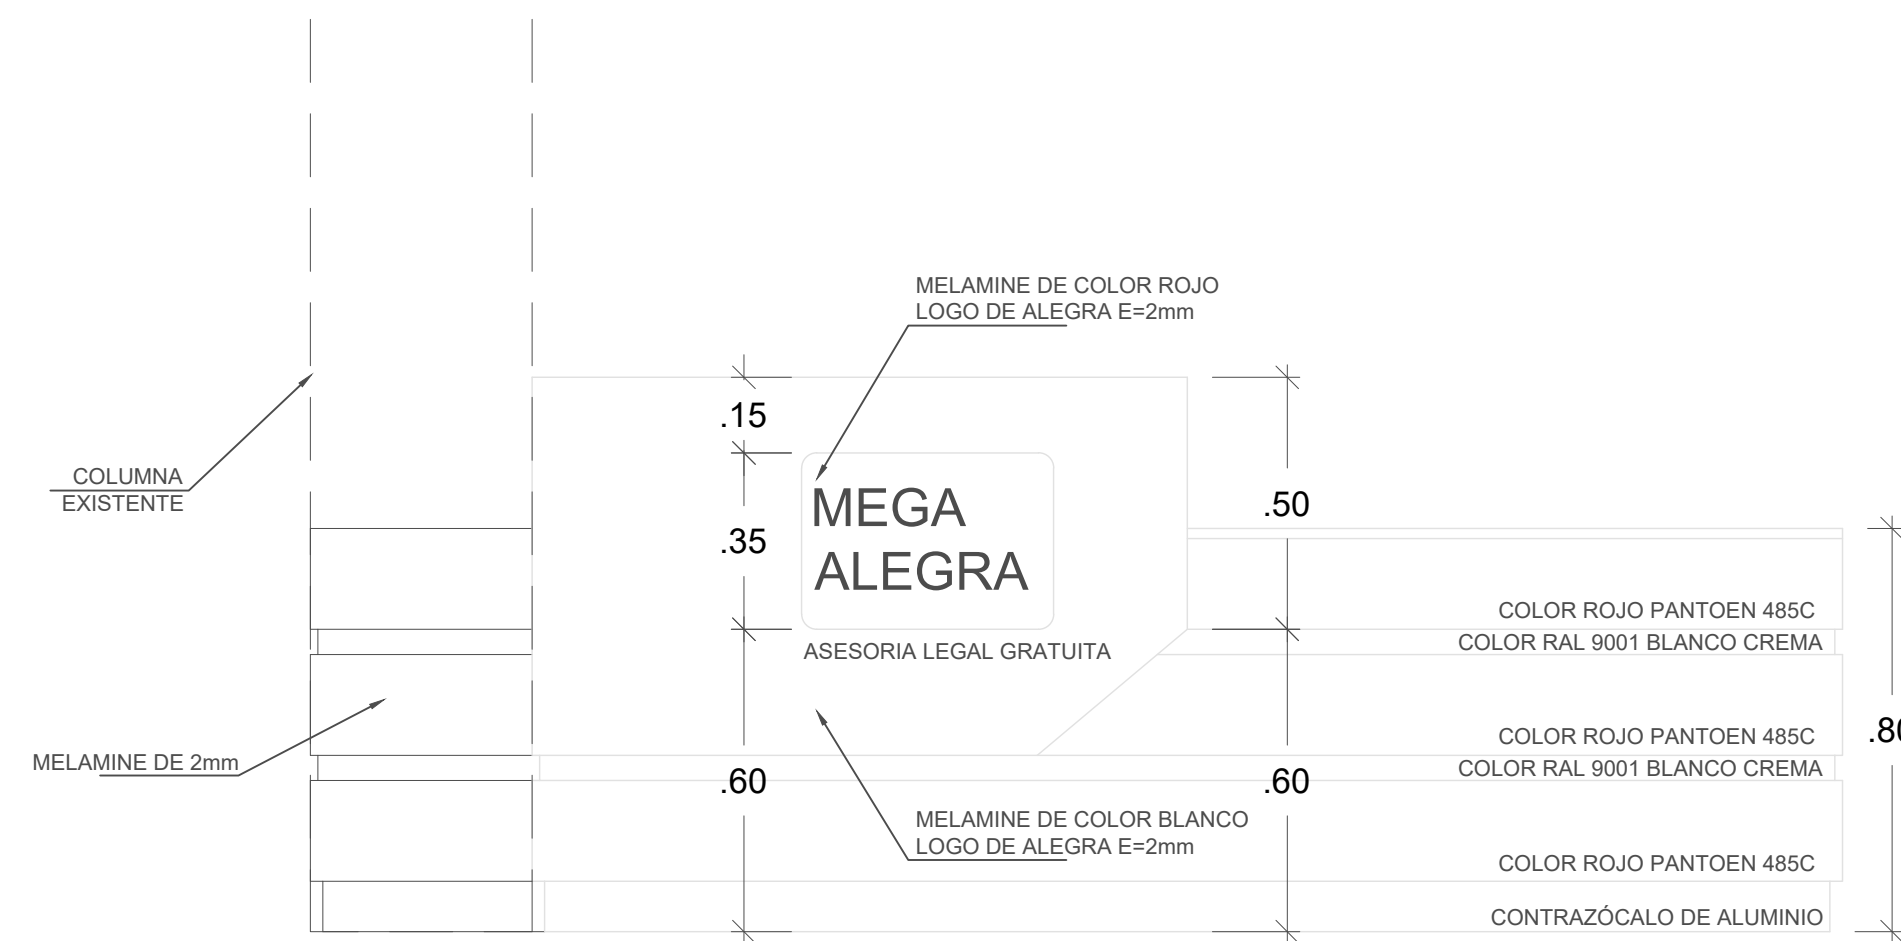 MELAMINE DE COLOR ROJO
LOGO DE ALEGRA E=2mm
.15
COLUMNA
EXISTENTE
MEGA
ALEGRA
.50
.35
COLOR ROJO PANTOEN 485C
COLOR RAL 9001 BLANCO CREMA
ASESORIA LEGAL GRATUITA
COLOR ROJO PANTOEN 485C
MELAMINE DE 2mm
COLOR RAL 9001 BLANCO CREMA
.60
.60
MELAMINE DE COLOR BLANCO
LOGO DE ALEGRA E=2mm
COLOR ROJO PANTOEN 485C
CONTRAZÓCALO DE ALUMINIO